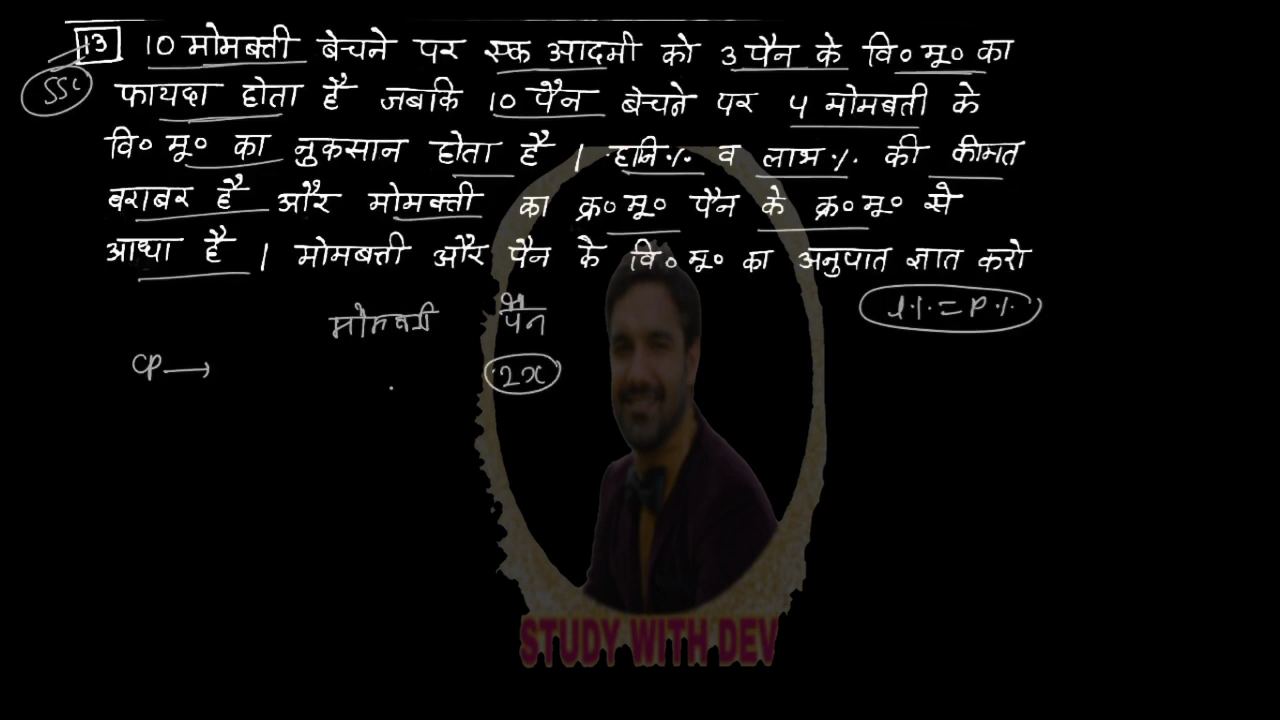 13 10 मोमबत्ती बेचने पर एक आदमी को 3 पैन के वि० मू० का
SSC फायदा होता है जबकि 10 पैन बेचने पर 4 मोमबती के
वि० मू० का नुकसान होता है । हानि% व लाभ% की कीमत
बराबर है और मोमबत्ती का क्र० मू० पैन के क्र० मू० से
आधा है । मोमबत्ती और पैन के वि० मू० का अनुपात ज्ञात करो
l% = P%
मोमबत्ती पैन
CP → 2x
STUDY WITH DEV